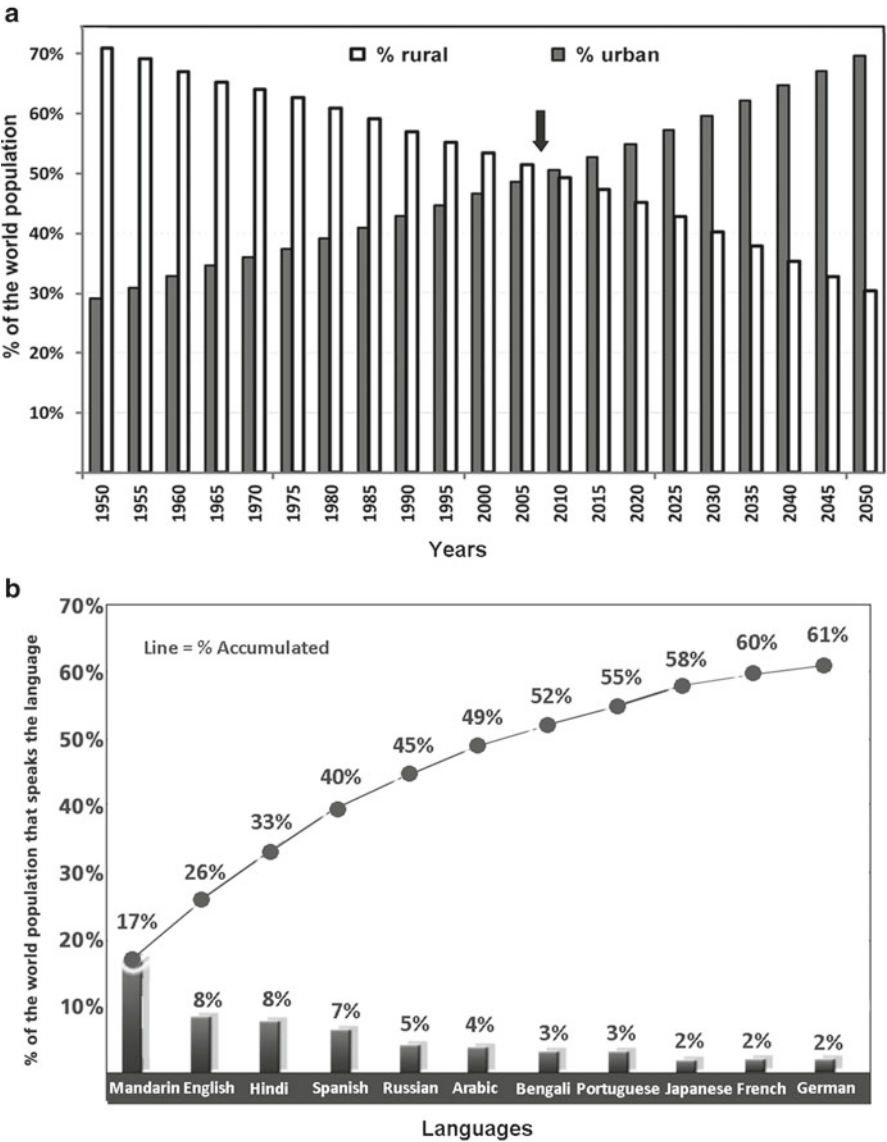 a
% rural
% urban
70%
60%
50%
40%
30%
20%
10%
% of the world population
1950 1955 1960 1965 1970 1975 1980 1985 1990 1995 2000 2005 2010 2015 2020 2025 2030 2035 2040 2045 2050
Years
b
70%
60%
50%
40%
30%
20%
10%
% of the world population that speaks the language
Line = % Accumulated
17% 26% 33% 40% 45% 49% 52% 55% 58% 60% 61%
8% 8% 7% 5% 4% 3% 3% 2% 2% 2%
Mandarin English Hindi Spanish Russian Arabic Bengali Portuguese Japanese French German
Languages